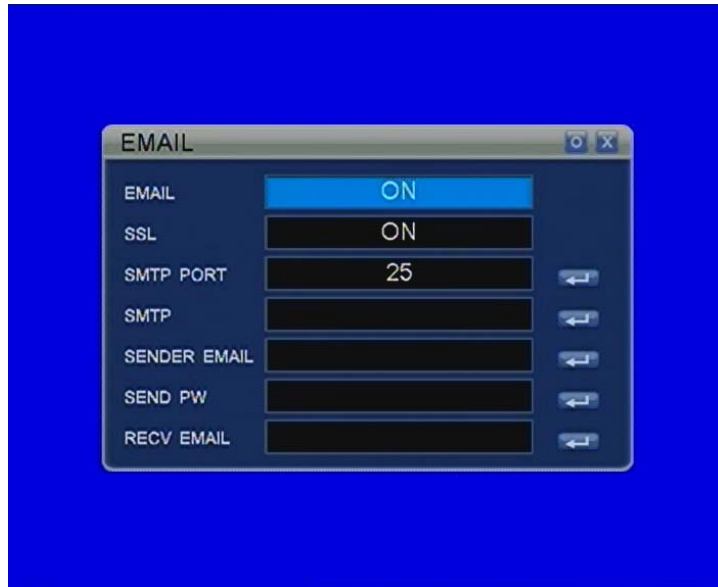 EMAIL
EMAIL ON
SSL ON
SMTP PORT 25
SMTP
SENDER EMAIL
SEND PW
RECV EMAIL